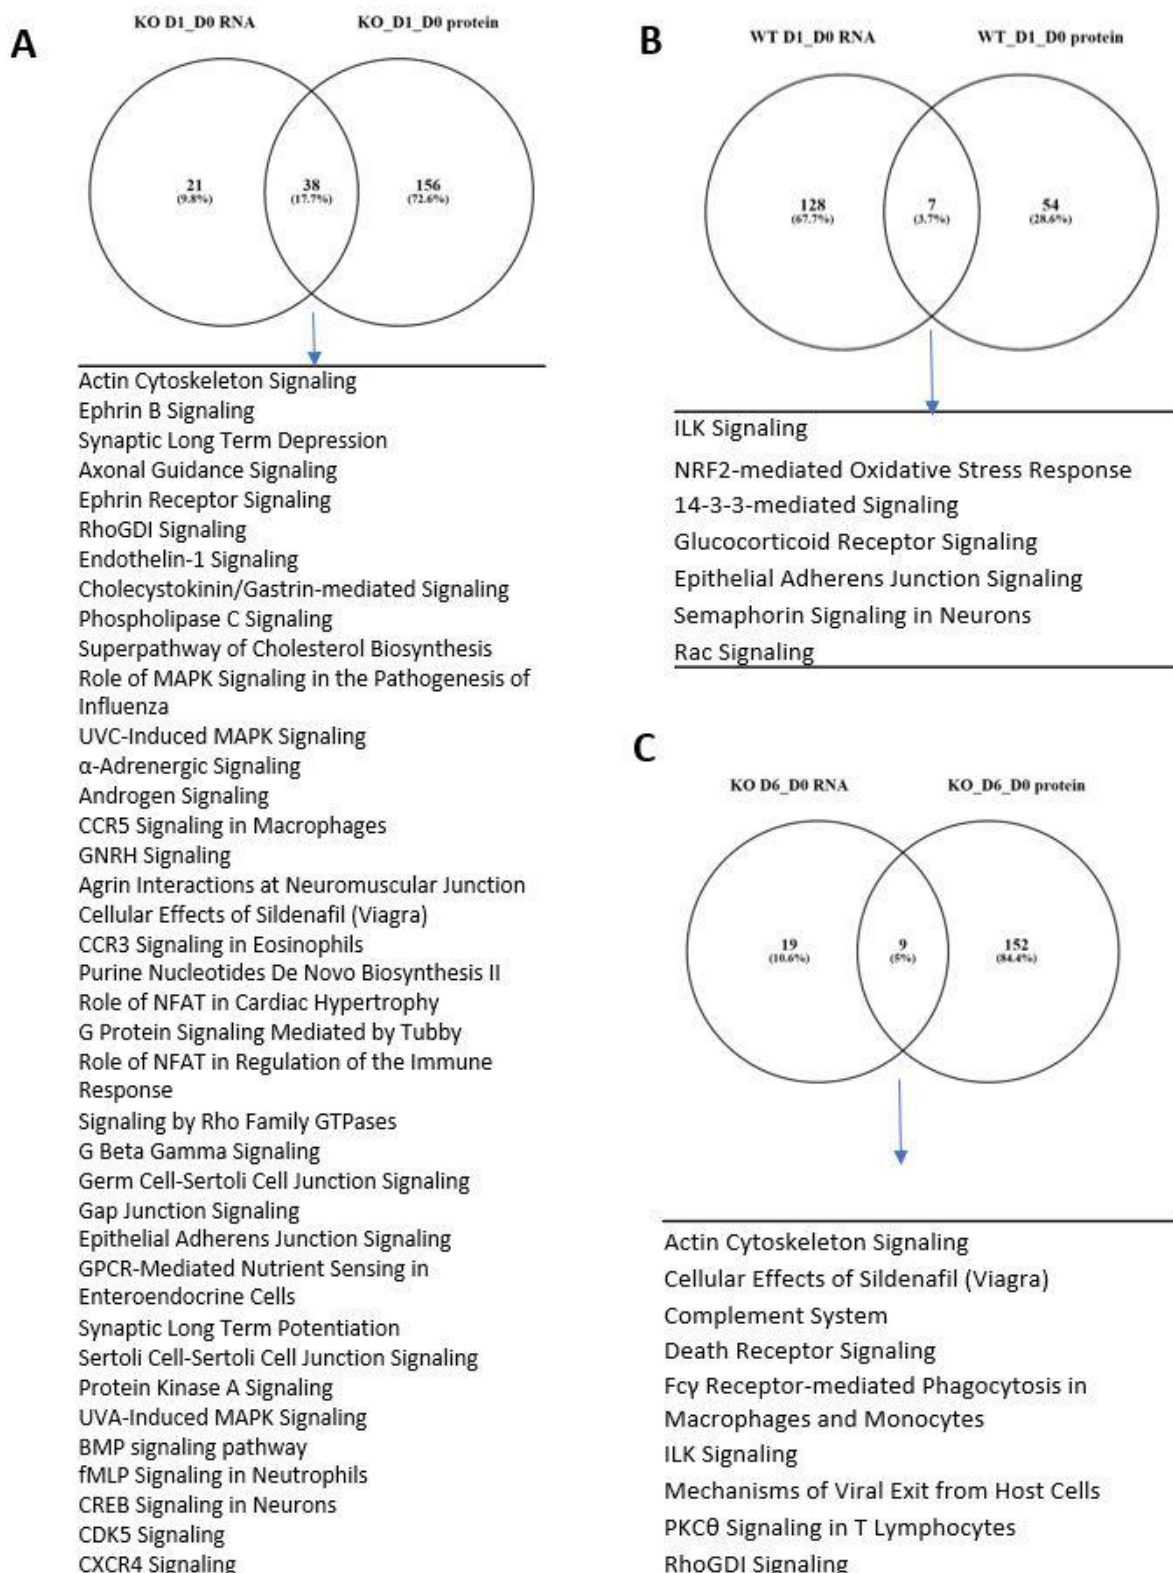 A
KO D1_D0 RNA
KO_D1_D0 protein
21
(9.8%)
38
(17.7%)
156
(72.6%)
Actin Cytoskeleton Signaling
Ephrin B Signaling
Synaptic Long Term Depression
Axonal Guidance Signaling
Ephrin Receptor Signaling
RhoGDI Signaling
Endothelin-1 Signaling
Cholecystokinin/Gastrin-mediated Signaling
Phospholipase C Signaling
Superpathway of Cholesterol Biosynthesis
Role of MAPK Signaling in the Pathogenesis of
Influenza
UVC-Induced MAPK Signaling
α-Adrenergic Signaling
Androgen Signaling
CCR5 Signaling in Macrophages
GNRH Signaling
Agrin Interactions at Neuromuscular Junction
Cellular Effects of Sildenafil (Viagra)
CCR3 Signaling in Eosinophils
Purine Nucleotides De Novo Biosynthesis II
Role of NFAT in Cardiac Hypertrophy
G Protein Signaling Mediated by Tubby
Role of NFAT in Regulation of the Immune
Response
Signaling by Rho Family GTPases
G Beta Gamma Signaling
Germ Cell-Sertoli Cell Junction Signaling
Gap Junction Signaling
Epithelial Adherens Junction Signaling
GPCR-Mediated Nutrient Sensing in
Enteroendocrine Cells
Synaptic Long Term Potentiation
Sertoli Cell-Sertoli Cell Junction Signaling
Protein Kinase A Signaling
UVA-Induced MAPK Signaling
BMP signaling pathway
fMLP Signaling in Neutrophils
CREB Signaling in Neurons
CDK5 Signaling
CXCR4 Signaling
B
WT D1_D0 RNA
WT_D1_D0 protein
128
(67.7%)
7
(3.7%)
54
(28.6%)
ILK Signaling
NRF2-mediated Oxidative Stress Response
14-3-3-mediated Signaling
Glucocorticoid Receptor Signaling
Epithelial Adherens Junction Signaling
Semaphorin Signaling in Neurons
Rac Signaling
C
KO D6_D0 RNA
KO_D6_D0 protein
19
(10.6%)
9
(5%)
152
(84.4%)
Actin Cytoskeleton Signaling
Cellular Effects of Sildenafil (Viagra)
Complement System
Death Receptor Signaling
Fcγ Receptor-mediated Phagocytosis in
Macrophages and Monocytes
ILK Signaling
Mechanisms of Viral Exit from Host Cells
PKCθ Signaling in T Lymphocytes
RhoGDI Signaling